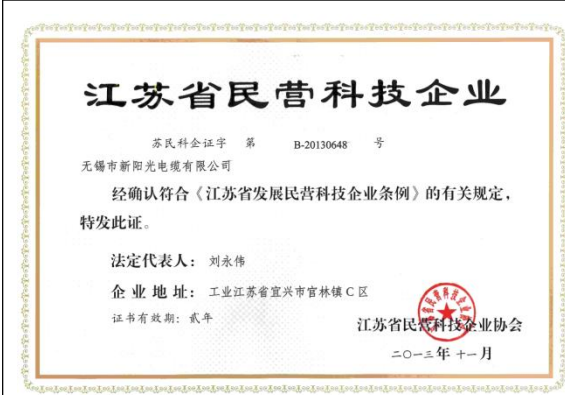 江苏省民营科技企业
苏民科企证字 第 B-20130648 号
无锡市新阳光电缆有限公司
经确认符合《江苏省发展民营科技企业条例》的有关规定，
特发此证。
法定代表人： 刘永伟
企 业 地 址： 工业江苏省宜兴市官林镇 C 区
证书有效期：贰年
江苏省民营科技企业协会
二〇一三年 十一月